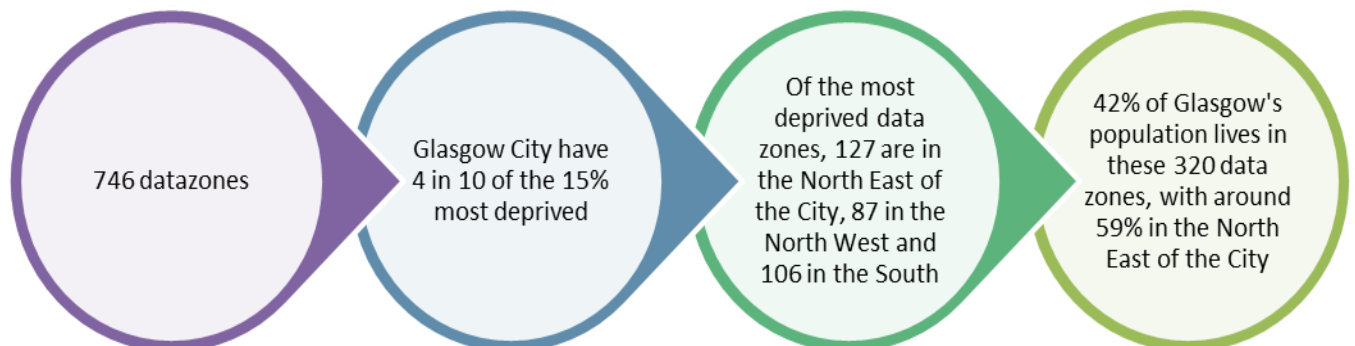 746 datazones
Glasgow City have
4 in 10 of the 15%
most deprived
Of the most
deprived data
zones, 127 are in
the North East of
the City, 87 in the
North West and
106 in the South
42% of Glasgow's
population lives in
these 320 data
zones, with around
59% in the North
East of the City